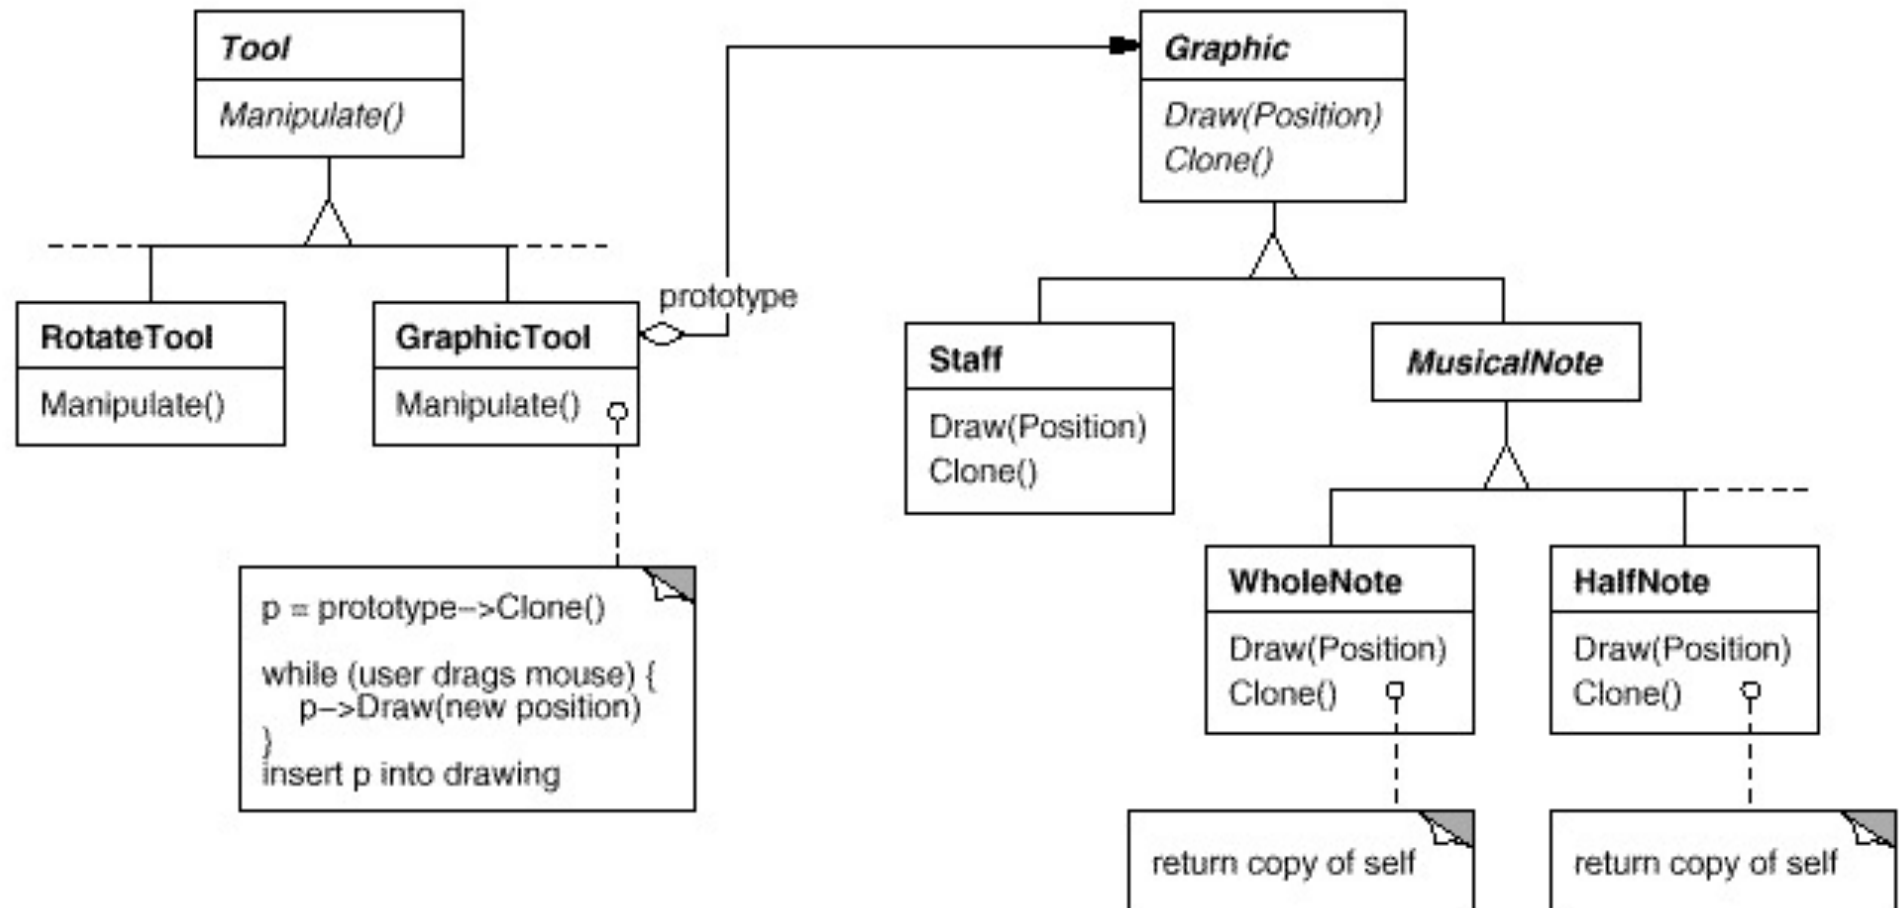 Tool
Manipulate()
Graphic
Draw(Position)
Clone()
RotateTool
Manipulate()
GraphicTool
Manipulate()
prototype
Staff
Draw(Position)
Clone()
MusicalNote
WholeNote
Draw(Position)
Clone()
HalfNote
Draw(Position)
Clone()
p = prototype–>Clone()
while (user drags mouse) {
p–>Draw(new position)
}
insert p into drawing
return copy of self
return copy of self